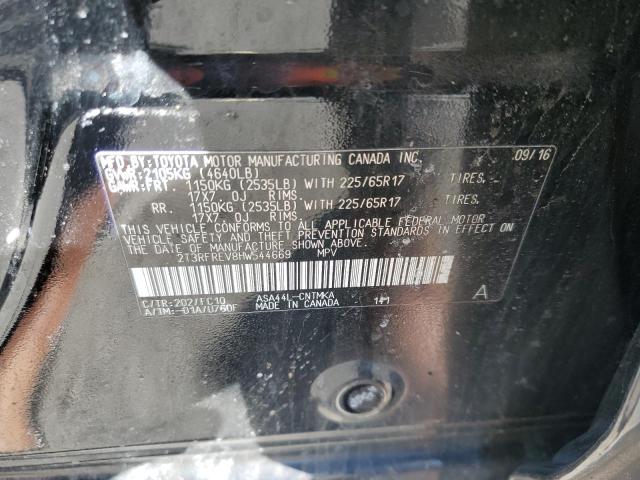 MFD.BY:TOYOTA MOTOR MANUFACTURING CANADA INC. 09/16
GVWR:2105KG (4640LB)
GAWR:FRT. 1150KG (2535LB) WITH 225/65R17 TIRES.
17X7.0J RIMS.
RR. 1150KG (2535LB) WITH 225/65R17 TIRES.
17X7.0J RIMS.
THIS VEHICLE CONFORMS TO ALL APPLICABLE FEDERAL MOTOR
VEHICLE SAFETY AND THEFT PREVENTION STANDARDS IN EFFECT ON
THE DATE OF MANUFACTURE SHOWN ABOVE.
2T3RFREV8HW544669 MPV
C/TR:202/FC10 ASA44L-CNTMKA 141 A
A/TM:-01A/U760F MADE IN CANADA